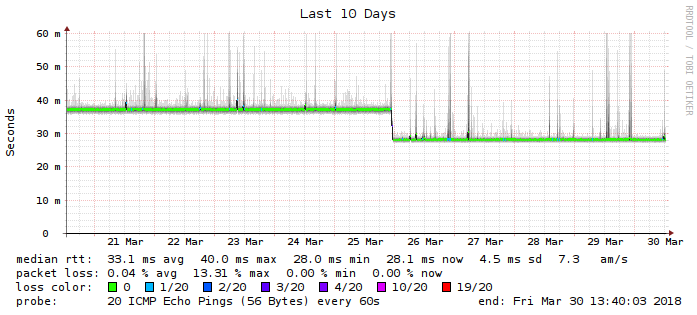 Last 10 Days
RRDTOOL / TOBI OETIKER
Seconds
60 m
50 m
40 m
30 m
20 m
10 m
0
21 Mar 22 Mar 23 Mar 24 Mar 25 Mar 26 Mar 27 Mar 28 Mar 29 Mar 30 Mar
median rtt: 33.1 ms avg 40.0 ms max 28.0 ms min 28.1 ms now 4.5 ms sd 7.3 am/s
packet loss: 0.04 % avg 13.31 % max 0.00 % min 0.00 % now
loss color: 0 1/20 2/20 3/20 4/20 10/20 19/20
probe: 20 ICMP Echo Pings (56 Bytes) every 60s end: Fri Mar 30 13:40:03 2018